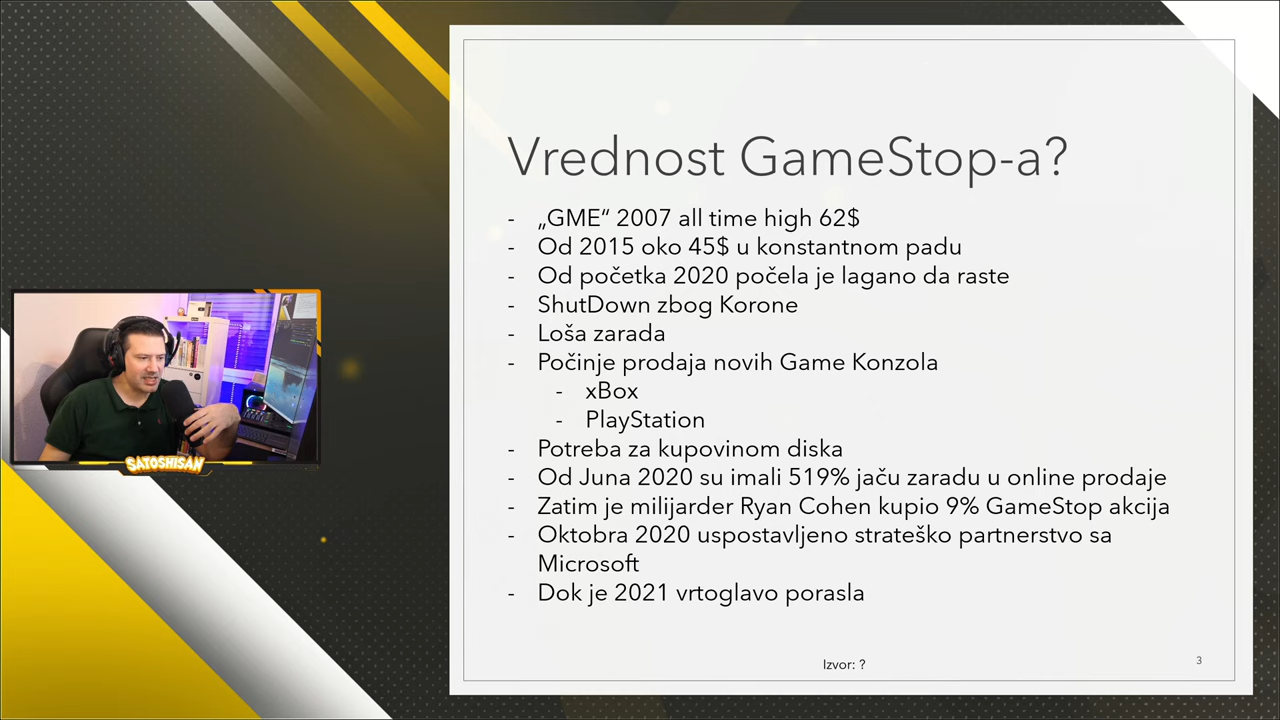 Vrednost GameStop-a?
- „GME“ 2007 all time high 62$
- Od 2015 oko 45$ u konstantnom padu
- Od početka 2020 počela je lagano da raste
- ShutDown zbog Korone
- Loša zarada
- Počinje prodaja novih Game Konzola
- xBox
- PlayStation
- Potreba za kupovinom diska
- Od Juna 2020 su imali 519% jaču zaradu u online prodaje
- Zatim je milijarder Ryan Cohen kupio 9% GameStop akcija
- Oktobra 2020 uspostavljeno strateško partnerstvo sa
Microsoft
- Dok je 2021 vrtoglavo porasla
Izvor: ?
3
SATOSHISAN